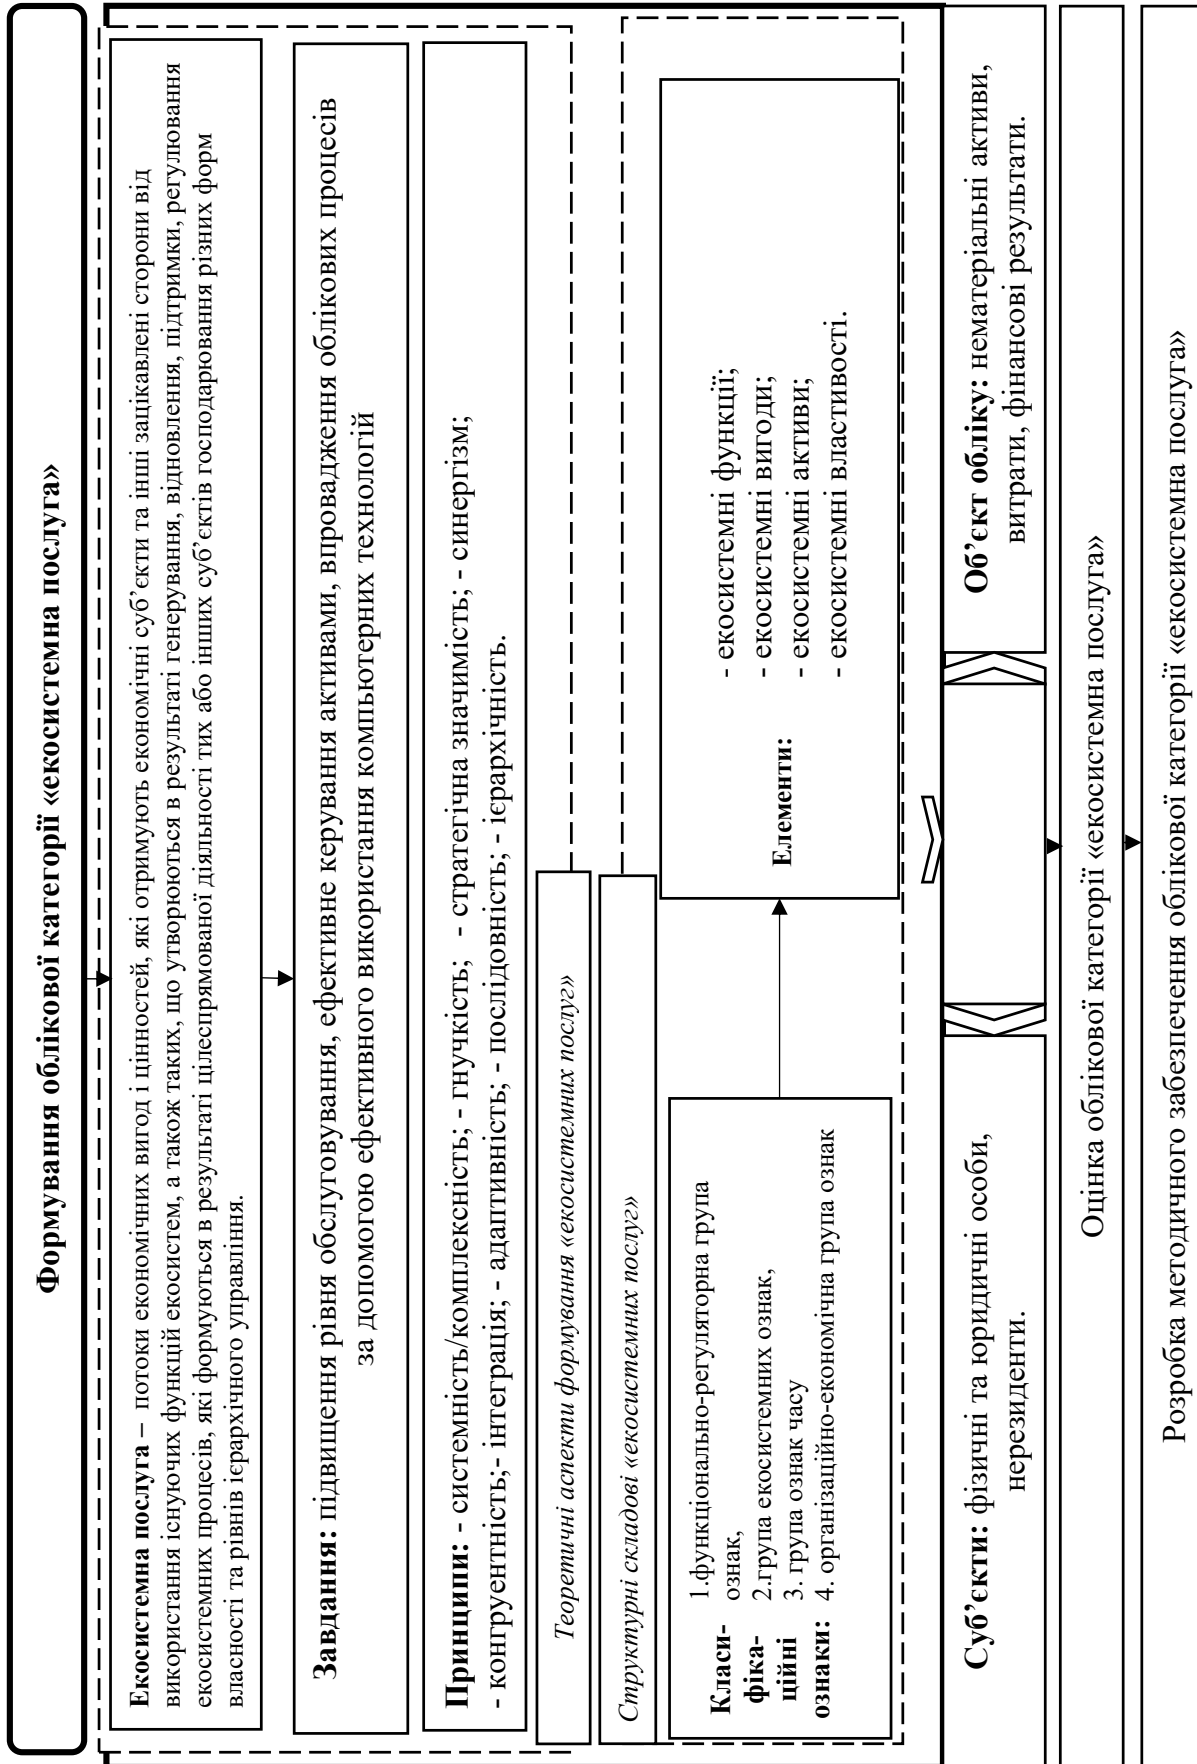 Формування облікової категорії «екосистемна послуга»
Екосистемна послуга – потоки економічних вигод і цінностей, які отримують економічні суб’єкти та інші зацікавлені сторони від
використання існуючих функцій екосистем, а також таких, що утворюються в результаті генерування, відновлення, підтримки, регулювання
екосистемних процесів, які формуються в результаті цілеспрямованої діяльності тих або інших суб’єктів господарювання різних форм
власності та рівнів ієрархічного управління.
Завдання: підвищення рівня обслуговування, ефективне керування активами, впровадження облікових процесів
за допомогою ефективного використання компьютерних технологій
Принципи: - системність/комплексність; - гнучкість; - стратегічна значимість; - синергізм;
- конгруентність;- інтеграція; - адаптивність; - послідовність; - ієрархічність.
Теоретичні аспекти формування «екосистемних послуг»
Структурні складові «екосистемних послуг»
Класи-
фіка-
ційні
ознаки:
1.функціонально-регуляторна група
ознак,
2.група екосистемних ознак,
3. група ознак часу
4. організаційно-економічна група ознак
Елементи:
- екосистемні функції;
- екосистемні вигоди;
- екосистемні активи;
- екосистемні властивості.
Суб’єкти: фізичні та юридичні особи,
нерезиденти.
Об’єкт обліку: нематеріальні активи,
витрати, фінансові результати.
Оцінка облікової категорії «екосистемна послуга»
Розробка методичного забезпечення облікової категорії «екосистемна послуга»